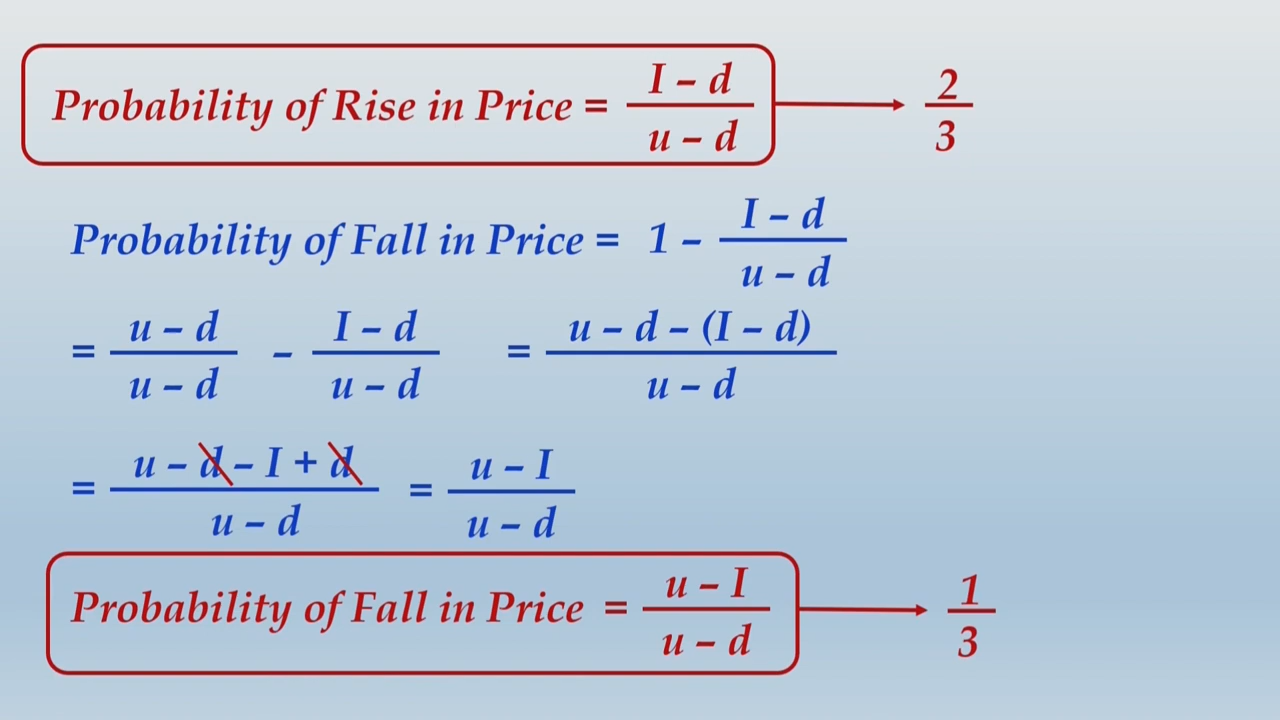 Probability of Rise in Price = (I – d)/(u – d) → 2/3
Probability of Fall in Price = 1 – (I – d)/(u – d)
= (u – d)/(u – d) – (I – d)/(u – d) = (u – d – (I – d))/(u – d)
= (u – d – I + d)/(u – d) = (u – I)/(u – d)
Probability of Fall in Price = (u – I)/(u – d) → 1/3